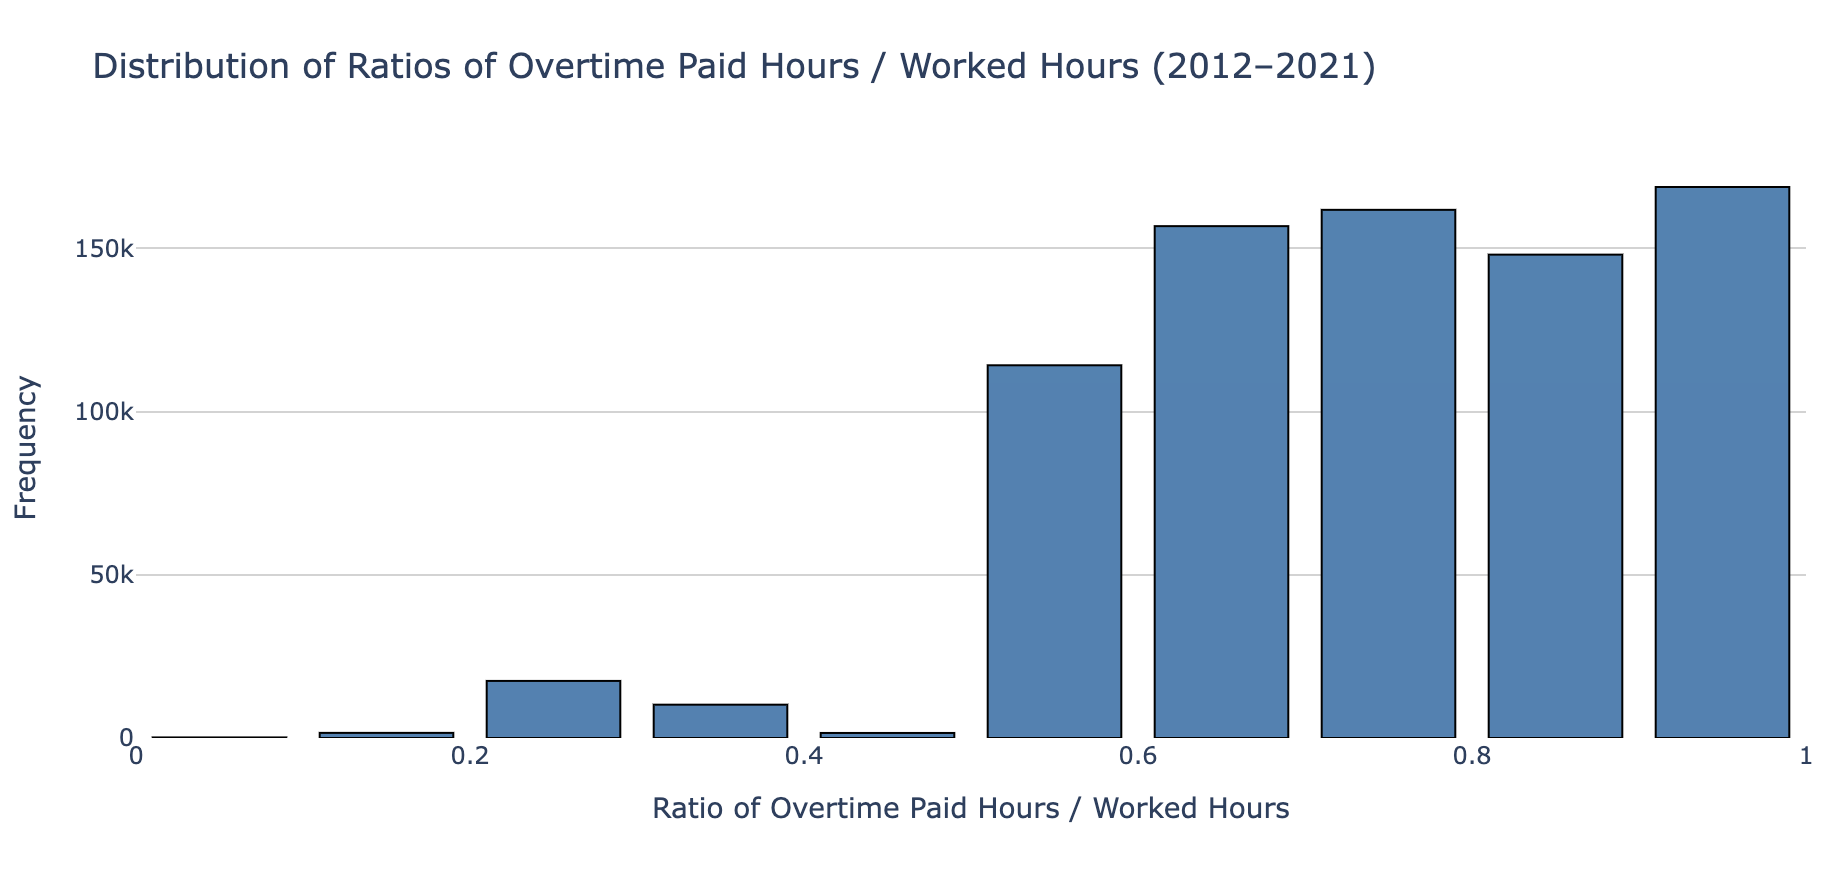 Distribution of Ratios of Overtime Paid Hours / Worked Hours (2012–2021)
150k
100k
50k
0
Frequency
0 0.2 0.4 0.6 0.8 1
Ratio of Overtime Paid Hours / Worked Hours